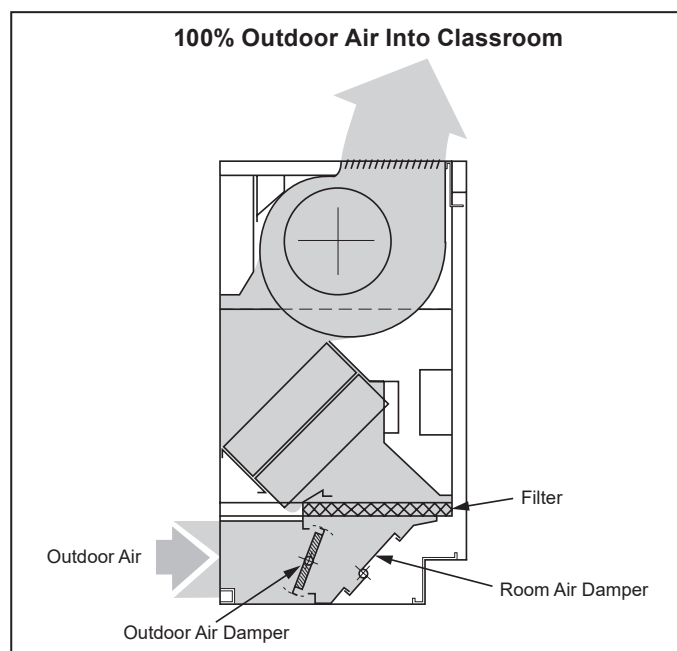 100% Outdoor Air Into Classroom
Filter
Outdoor Air
Room Air Damper
Outdoor Air Damper